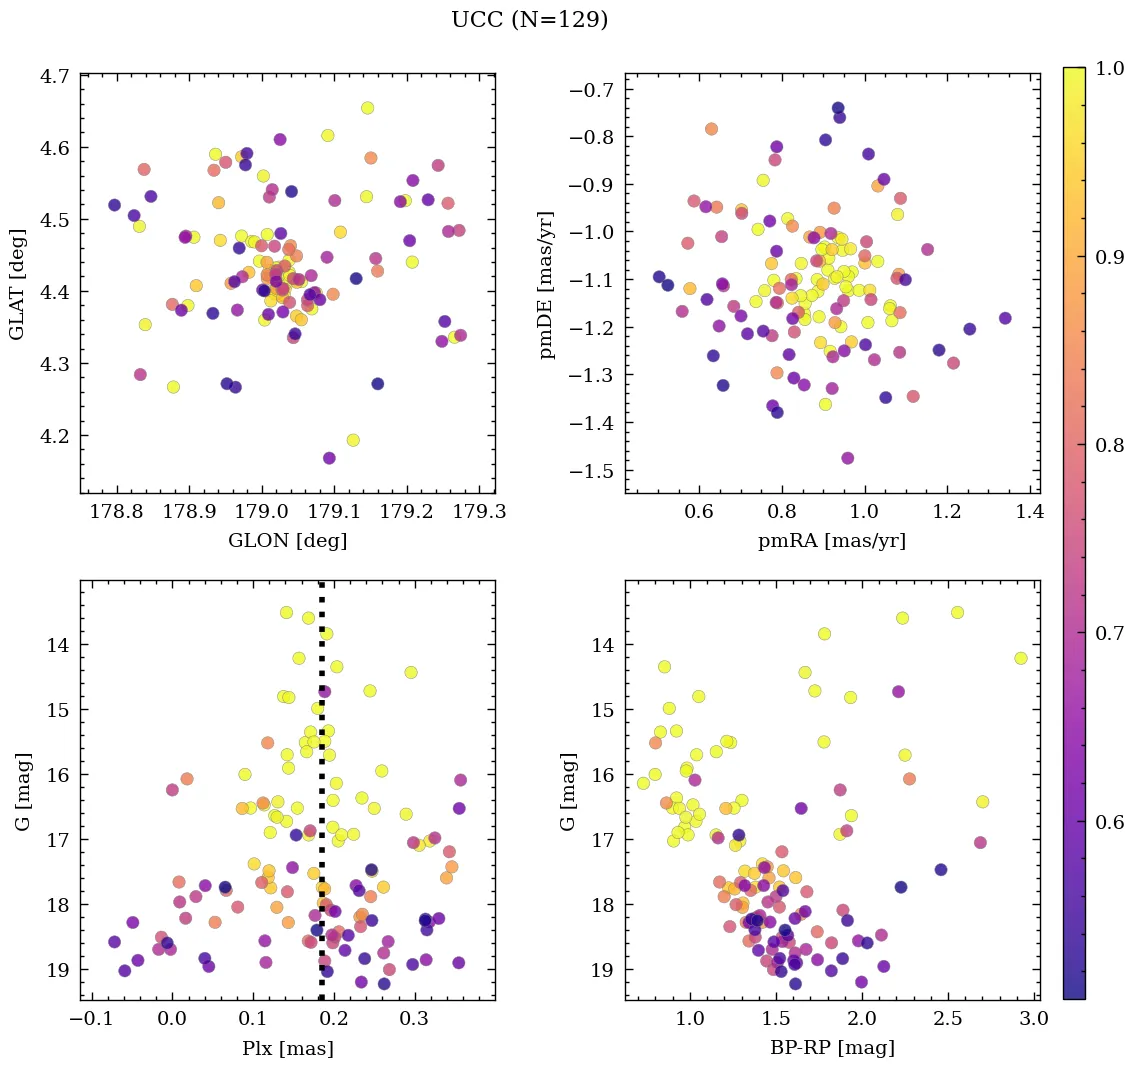 UCC (N=129)
4.7
4.6
4.5
4.4
4.3
4.2
GLAT [deg]
178.8 178.9 179.0 179.1 179.2 179.3
GLON [deg]
−0.7
−0.8
−0.9
−1.0
−1.1
−1.2
−1.3
−1.4
−1.5
pmDE [mas/yr]
0.6 0.8 1.0 1.2 1.4
pmRA [mas/yr]
1.0
0.9
0.8
0.7
0.6
14
15
16
17
18
19
G [mag]
−0.1 0.0 0.1 0.2 0.3
Plx [mas]
14
15
16
17
18
19
G [mag]
1.0 1.5 2.0 2.5 3.0
BP-RP [mag]